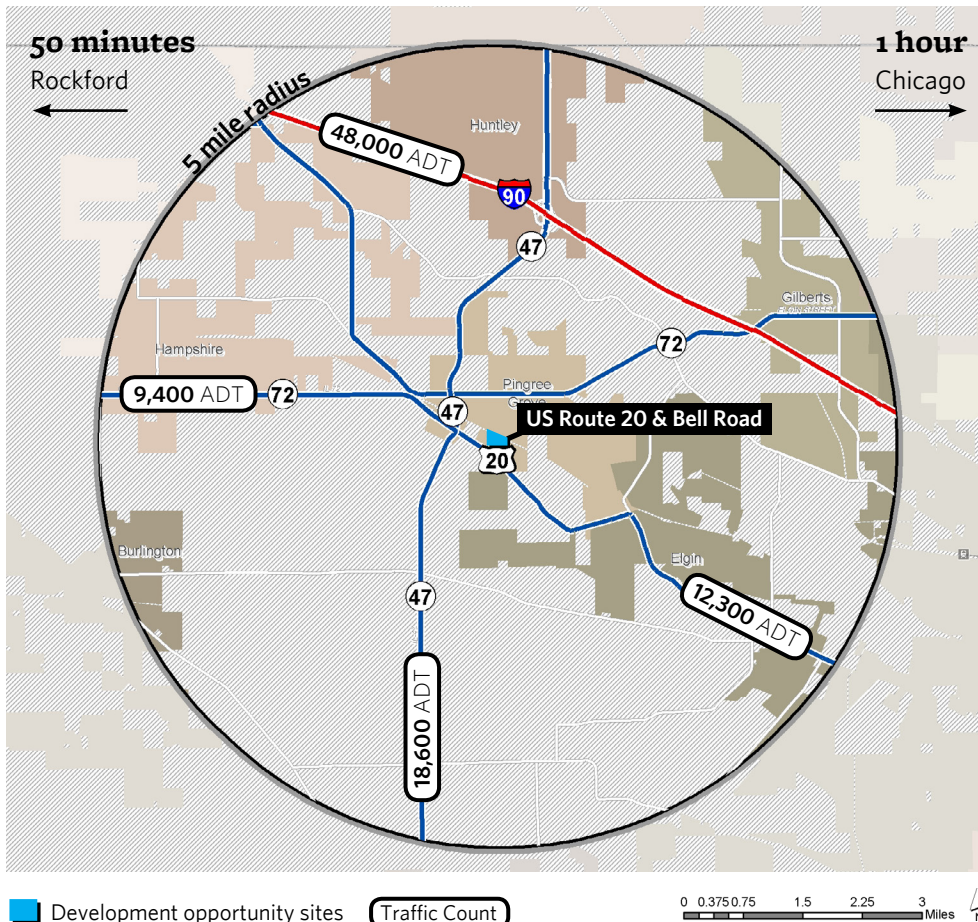 50 minutes
Rockford
1 hour
Chicago
5 mile radius
Huntley
48,000 ADT
90
47
Gilberts
72
Hampshire
Pingree
Grove
9,400 ADT
72
47
US Route 20 & Bell Road
20
Burlington
Elgin
47
12,300 ADT
18,600 ADT
Development opportunity sites
Traffic Count
0 0.375 0.75 1.5 2.25 3
Miles